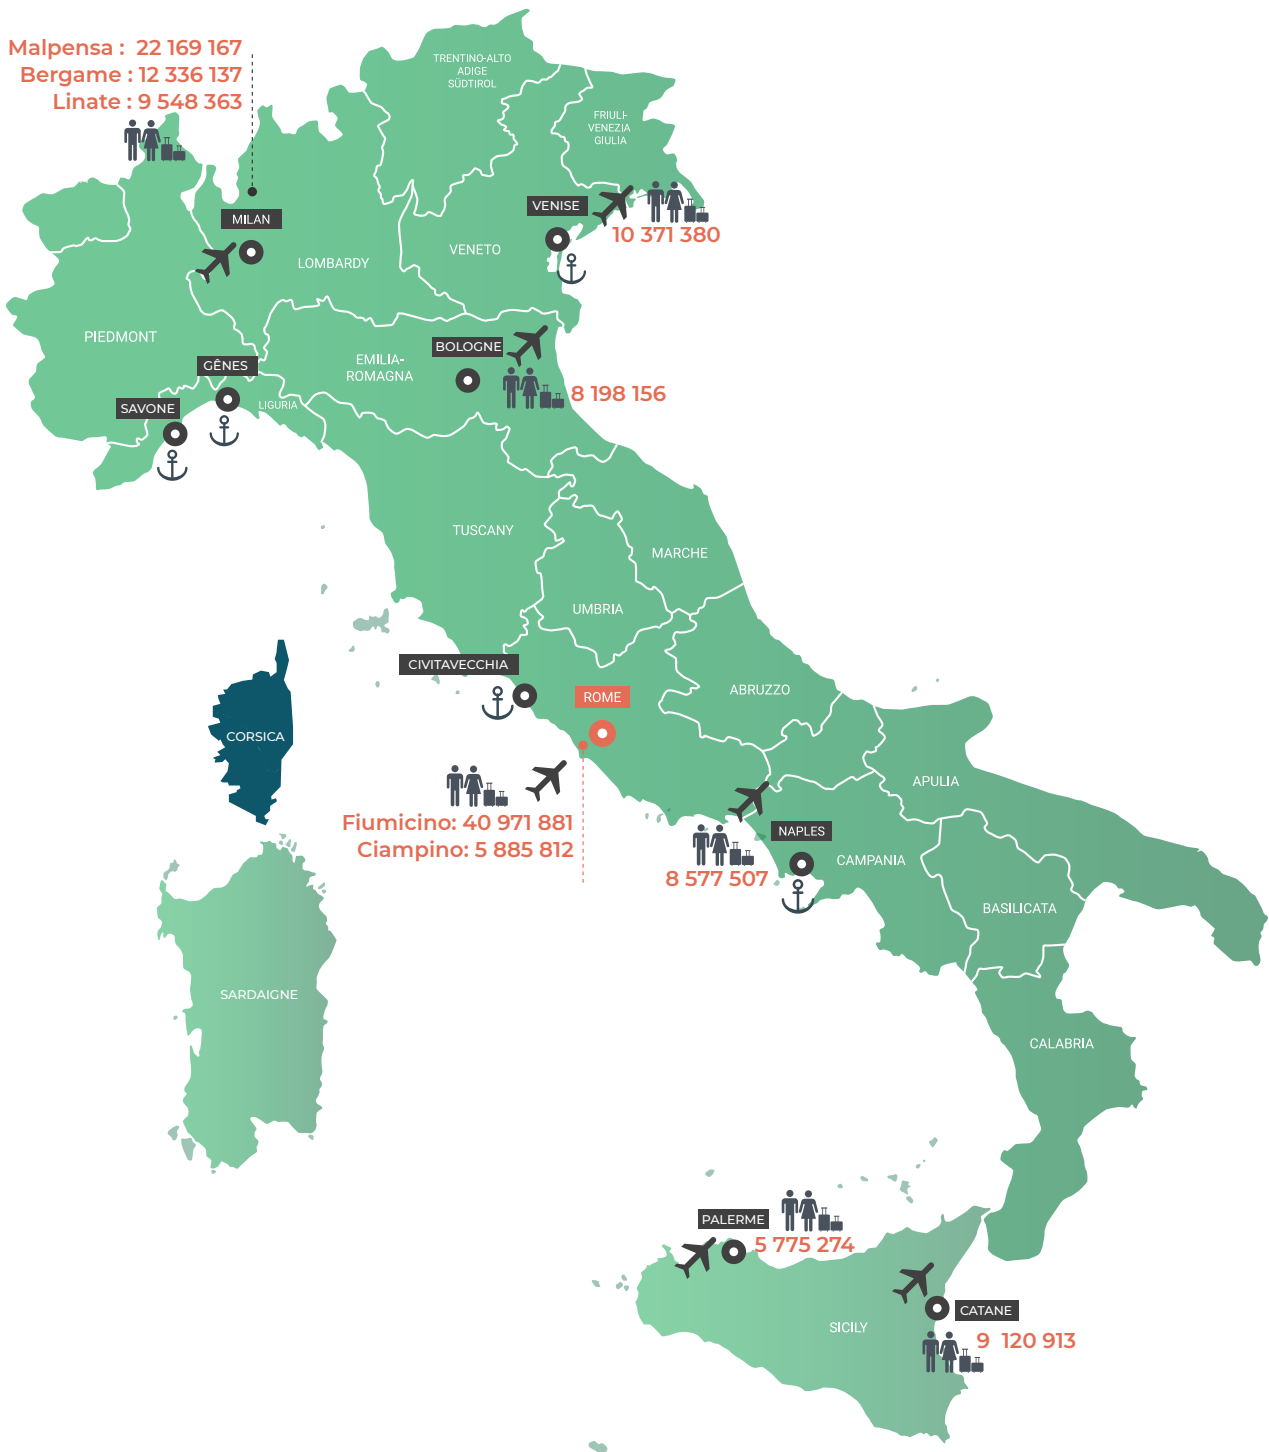 Malpensa : 22 169 167
Bergame : 12 336 137
Linate : 9 548 363
TRENTINO-ALTO
ADIGE
SÜDTIROL
FRIULI-
VENEZIA
GIULIA
MILAN
VENISE
10 371 380
VENETO
LOMBARDY
PIEDMONT
BOLOGNE
EMILIA-
ROMAGNA
GÊNES
8 198 156
SAVONE
LIGURIA
TUSCANY
MARCHE
UMBRIA
CIVITAVECCHIA
ROME
ABRUZZO
CORSICA
APULIA
Fiumicino: 40 971 881
Ciampino: 5 885 812
NAPLES
CAMPANIA
8 577 507
BASILICATA
SARDAIGNE
CALABRIA
PALERME
5 775 274
CATANE
SICILY
9 120 913